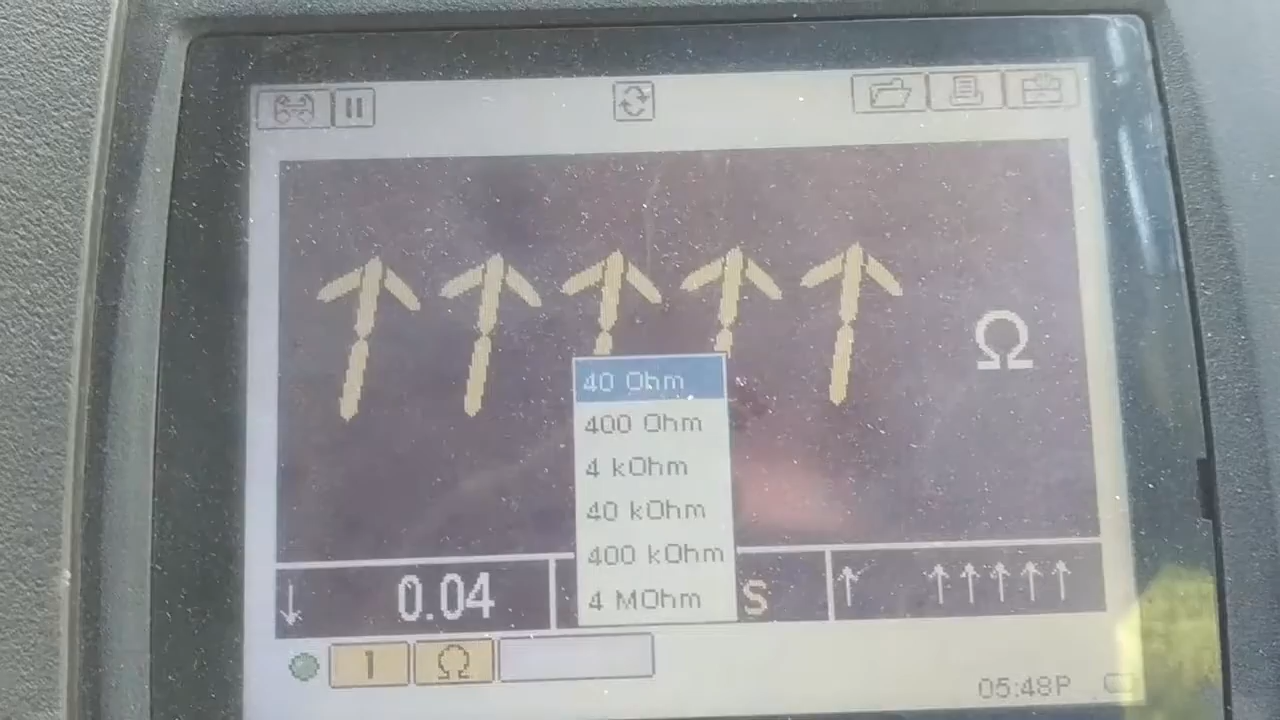 ↑↑↑↑↑ Ω
40 Ohm
400 Ohm
4 kOhm
40 kOhm
400 kOhm
4 MOhm
↓ 0.04 S ↑ ↑↑↑↑↑
1 Ω
05:48P